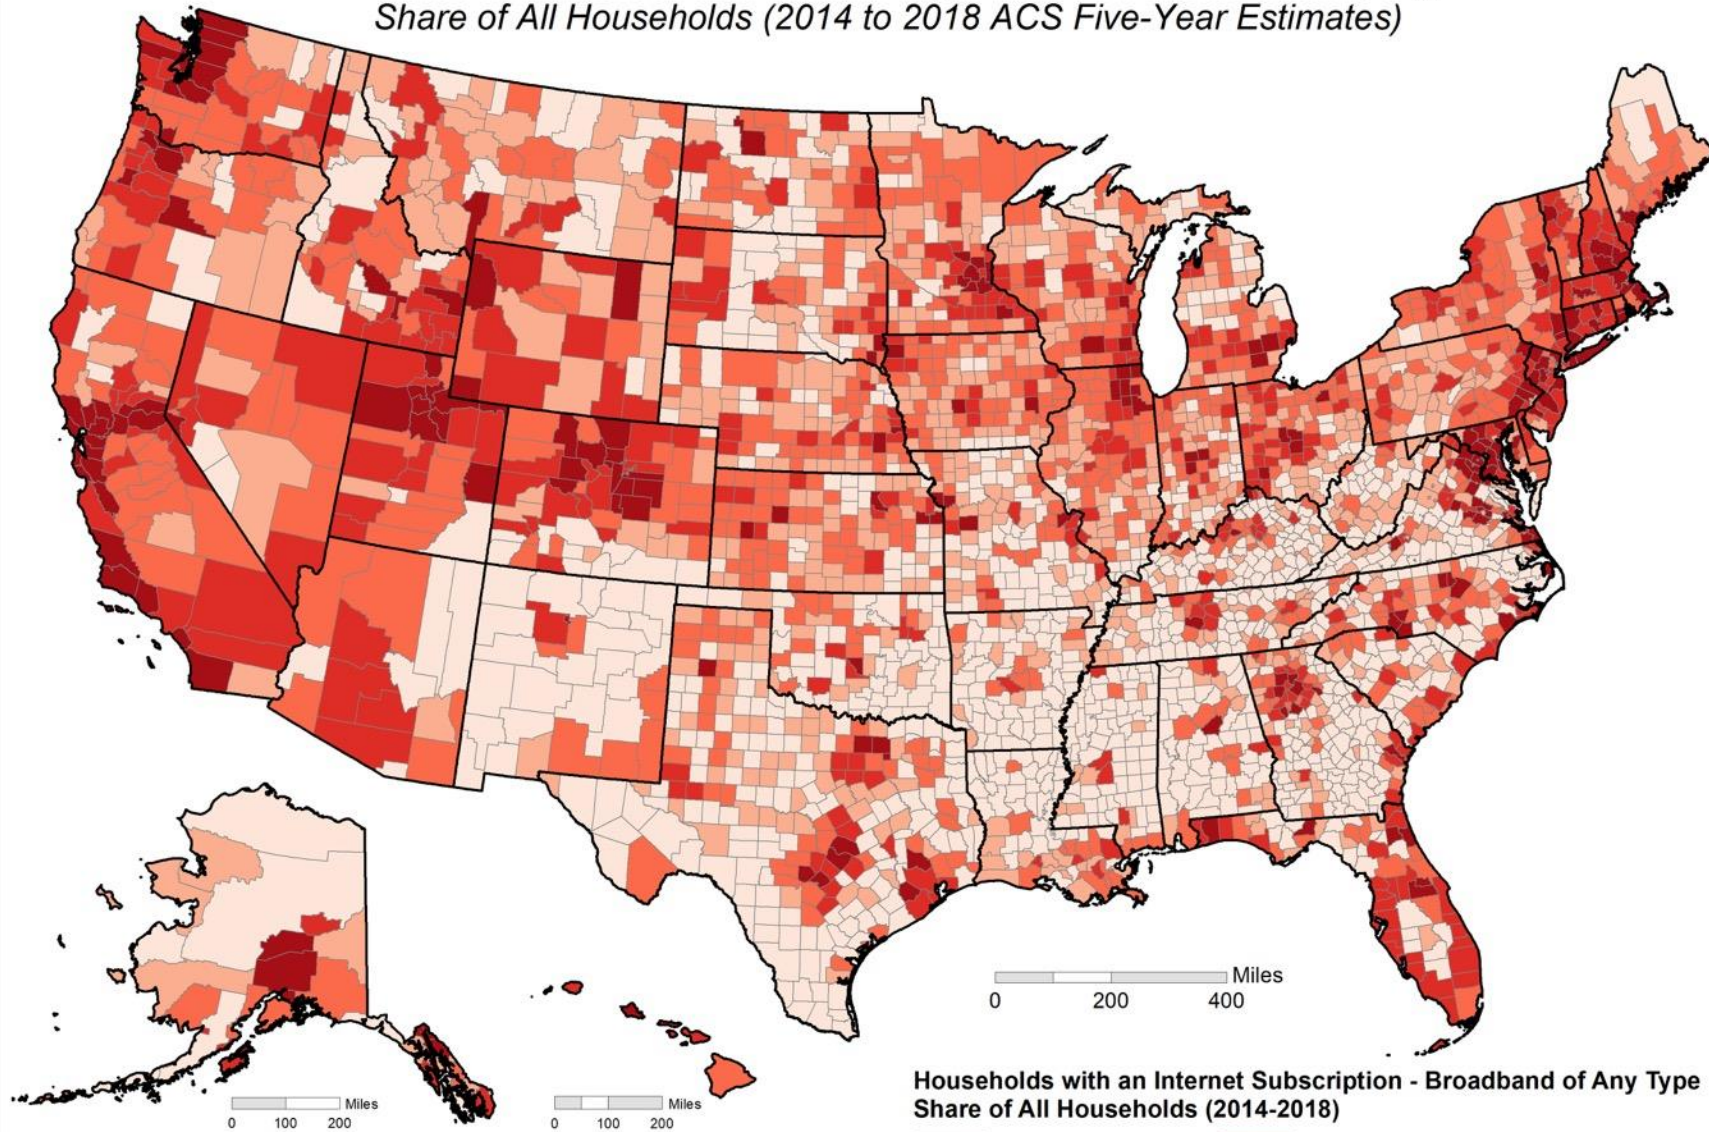 Share of All Households (2014 to 2018 ACS Five-Year Estimates)
Miles
0 200 400
Households with an Internet Subscription - Broadband of Any Type
Share of All Households (2014-2018)
Miles
0 100 200
Miles
0 100 200